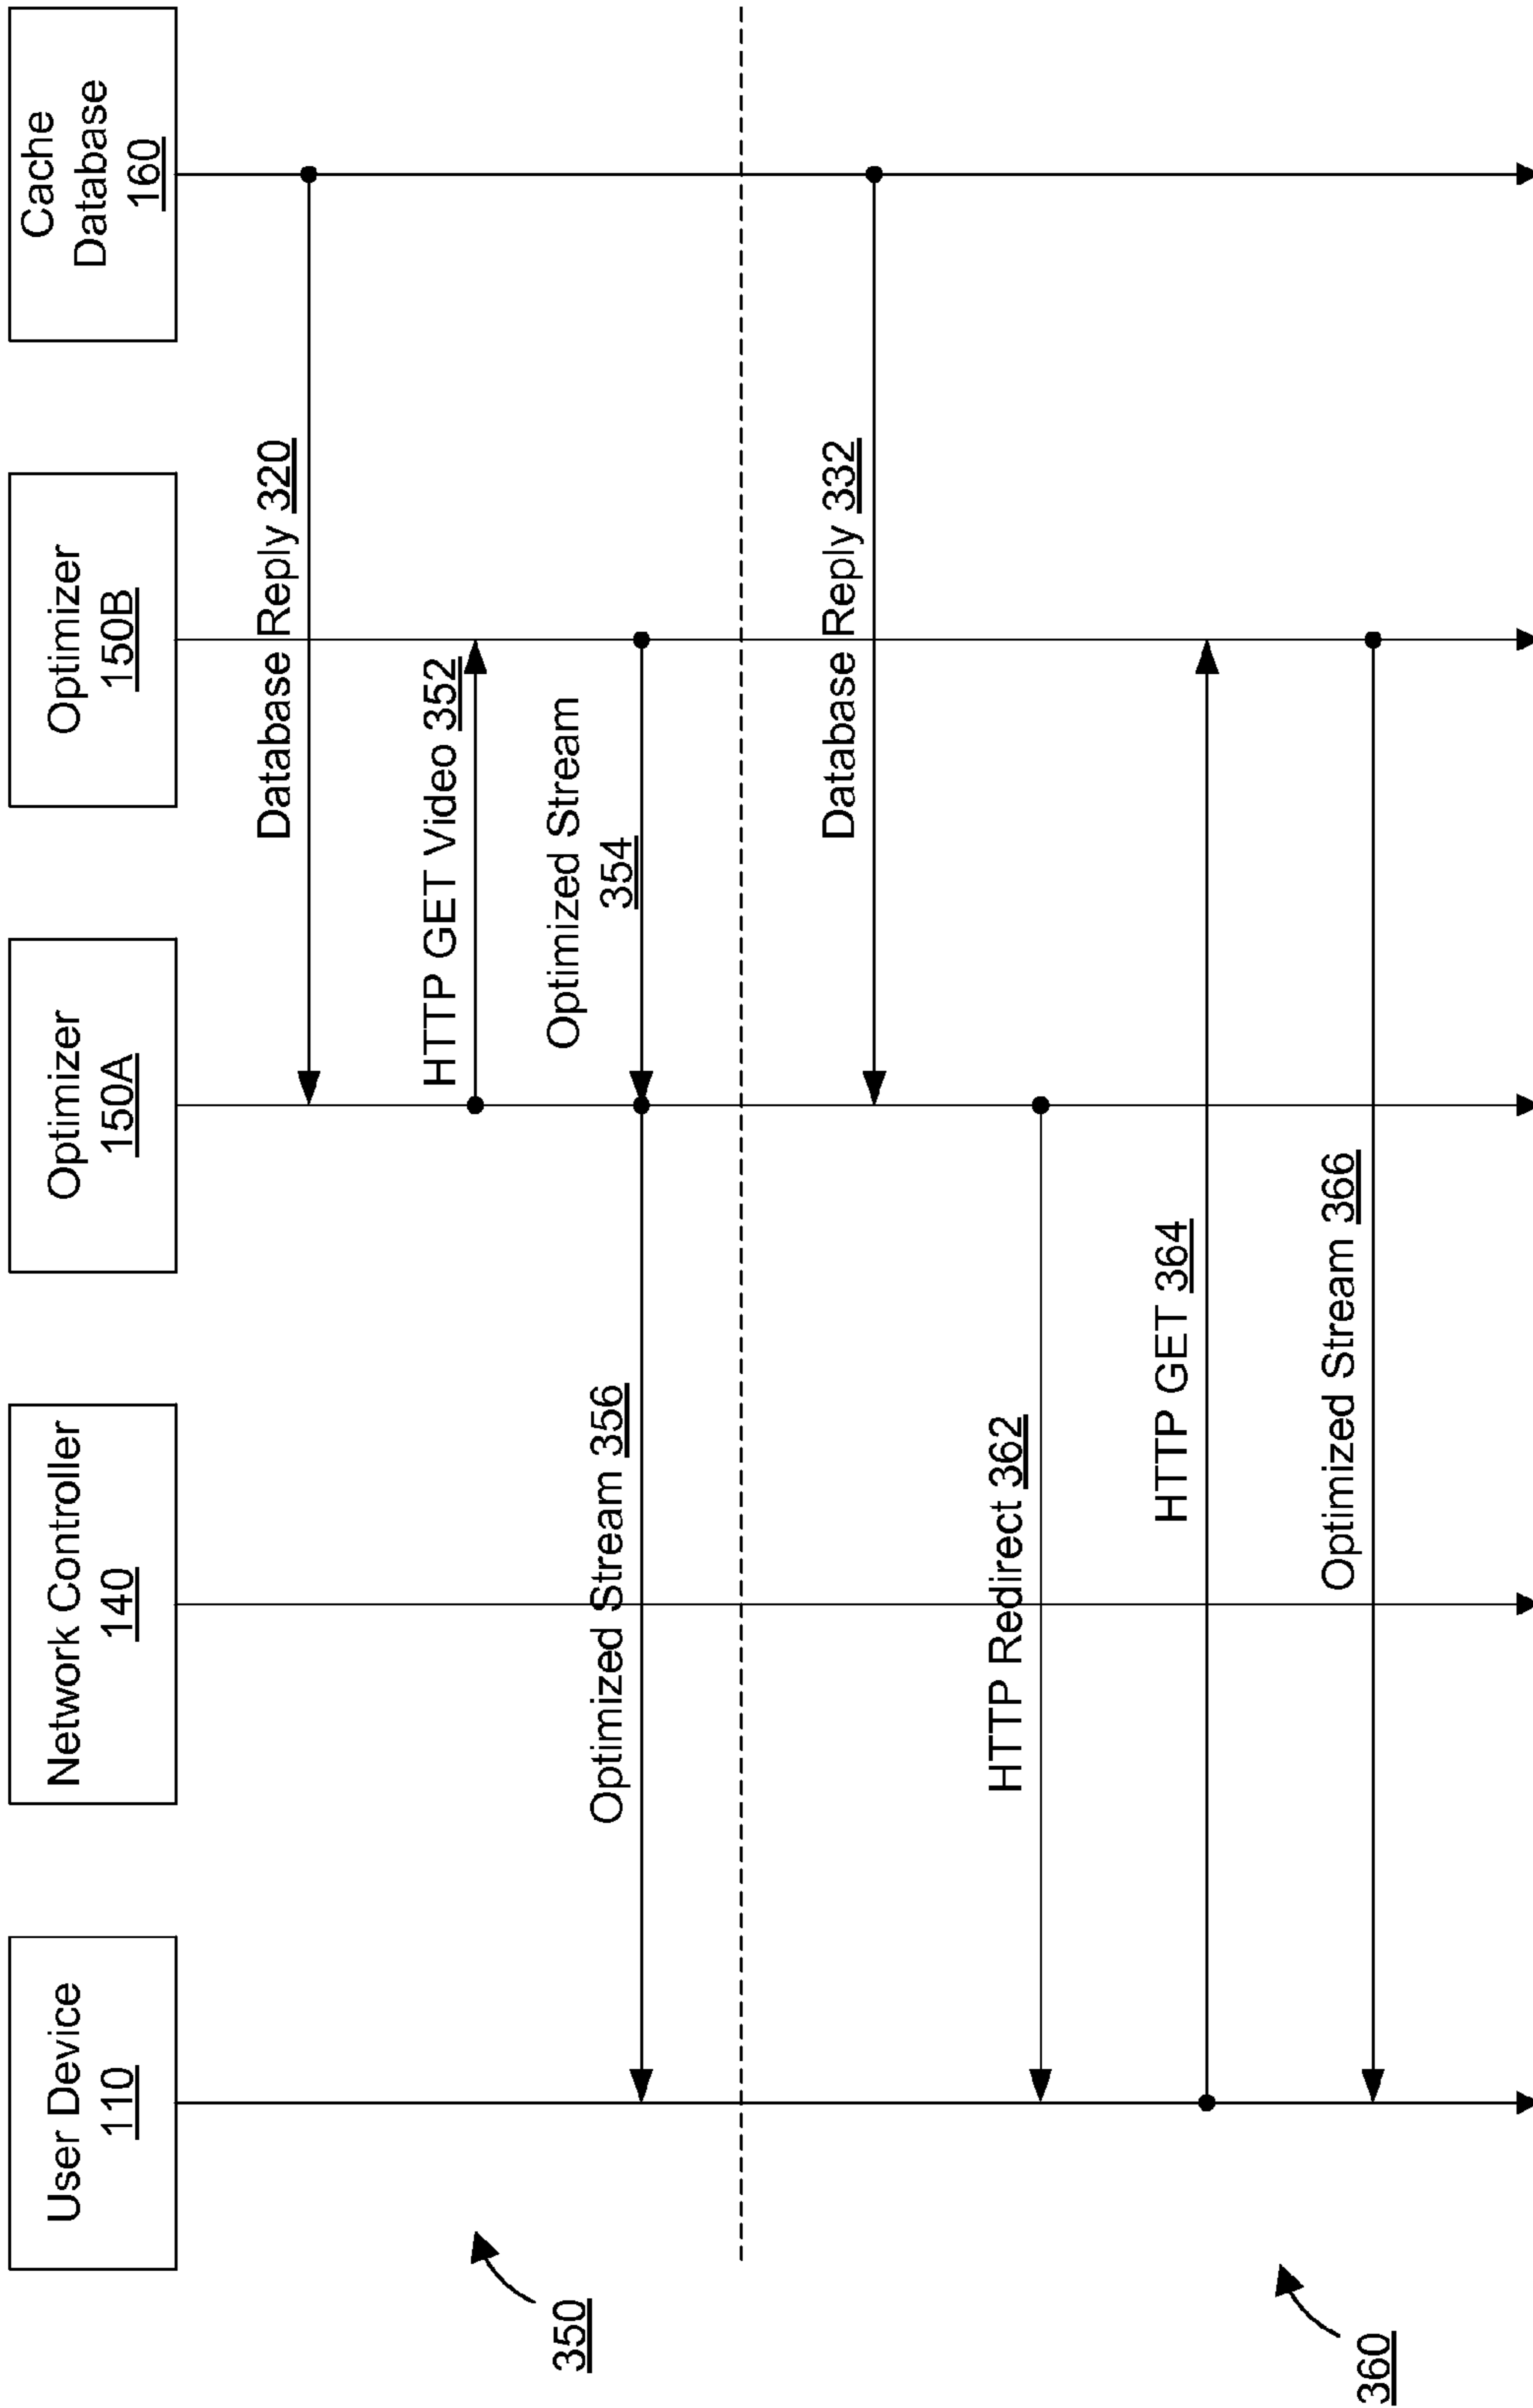 User Device
110
Network Controller
140
Optimizer
150A
Optimizer
150B
Cache
Database
160
Database Reply 320
HTTP GET Video 352
350
Optimized Stream
354
Optimized Stream 356
Database Reply 332
HTTP Redirect 362
HTTP GET 364
Optimized Stream 366
360